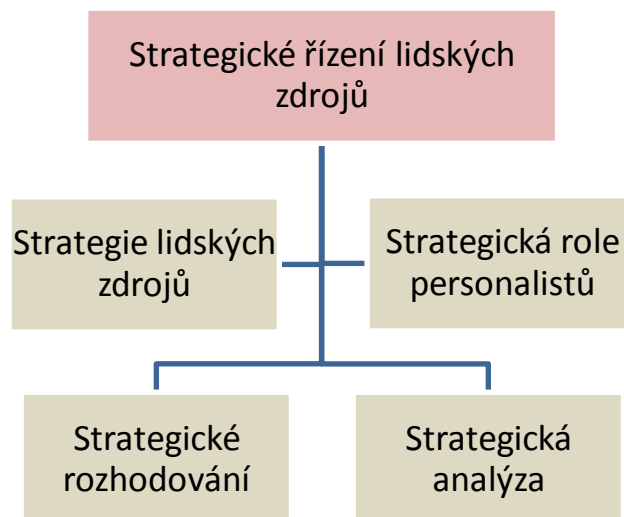 Strategické řízení lidských
zdrojů
Strategie lidských
zdrojů
Strategická role
personalistů
Strategické
rozhodování
Strategická
analýza